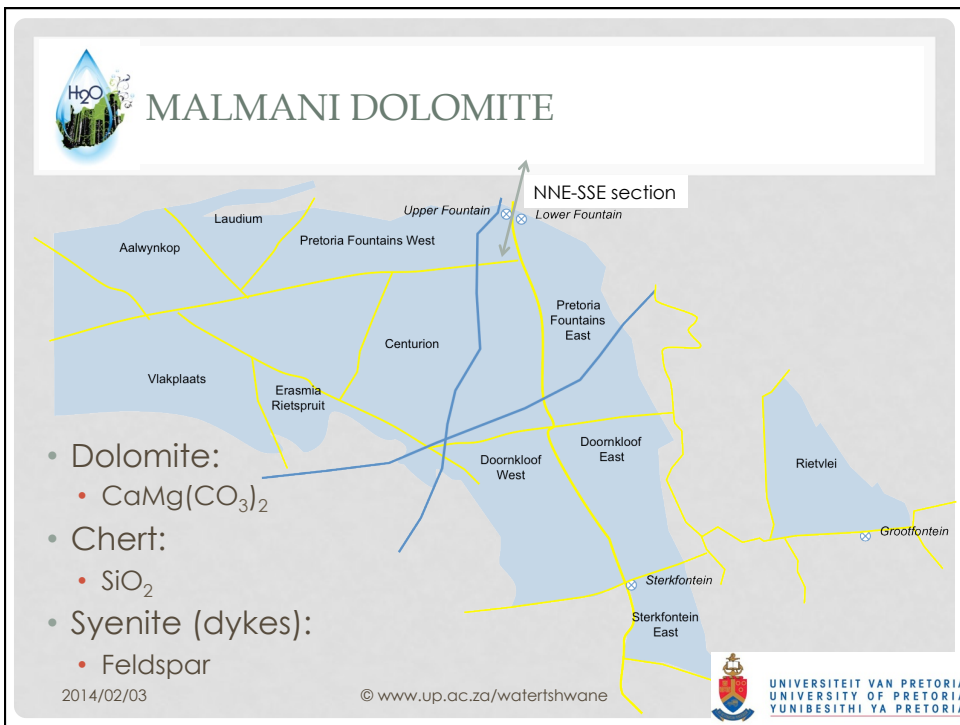 H2O
MALMANI DOLOMITE
NNE-SSE section
Upper Fountain
Lower Fountain
Laudium
Aalwynkop
Pretoria Fountains West
Pretoria
Fountains
East
Centurion
Vlakplaats
Erasmia
Rietspruit
Doornkloof
East
Doornkloof
West
Rietvlei
Grootfontein
Sterkfontein
Sterkfontein
East
• Dolomite:
• CaMg(CO₃)₂
• Chert:
• SiO₂
• Syenite (dykes):
• Feldspar
2014/02/03
© www.up.ac.za/watertshwane
UNIVERSITEIT VAN PRETORIA
UNIVERSITY OF PRETORIA
YUNIBESITHI YA PRETORIA